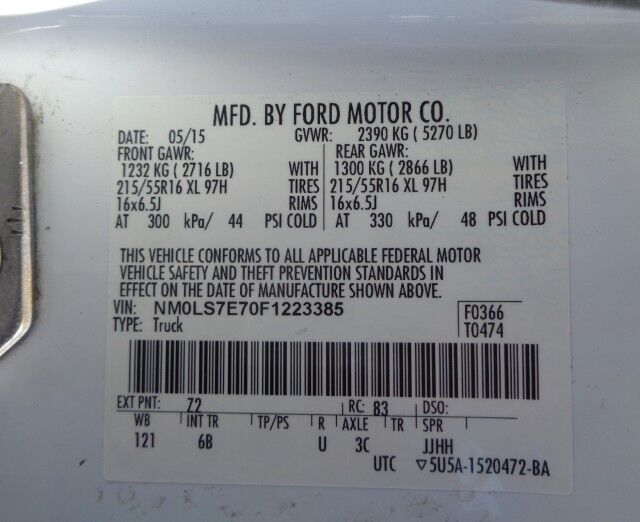 MFD. BY FORD MOTOR CO.
DATE: 05/15 GVWR: 2390 KG ( 5270 LB)
FRONT GAWR: REAR GAWR:
1232 KG ( 2716 LB) WITH 1300 KG ( 2866 LB) WITH
215/55R16 XL 97H TIRES 215/55R16 XL 97H TIRES
16x6.5J RIMS 16x6.5J RIMS
AT 300 kPa/ 44 PSI COLD AT 330 kPa/ 48 PSI COLD
THIS VEHICLE CONFORMS TO ALL APPLICABLE FEDERAL MOTOR
VEHICLE SAFETY AND THEFT PREVENTION STANDARDS IN
EFFECT ON THE DATE OF MANUFACTURE SHOWN ABOVE.
VIN: NM0LS7E70F1223385 F0366
TYPE: Truck T0474
EXT PNT: Z2 RC: 83 DSO:
WB INT TR TP/PS R AXLE TR SPR
121 6B U 3C JJHH
UTC ▽5U5A-1520472-BA